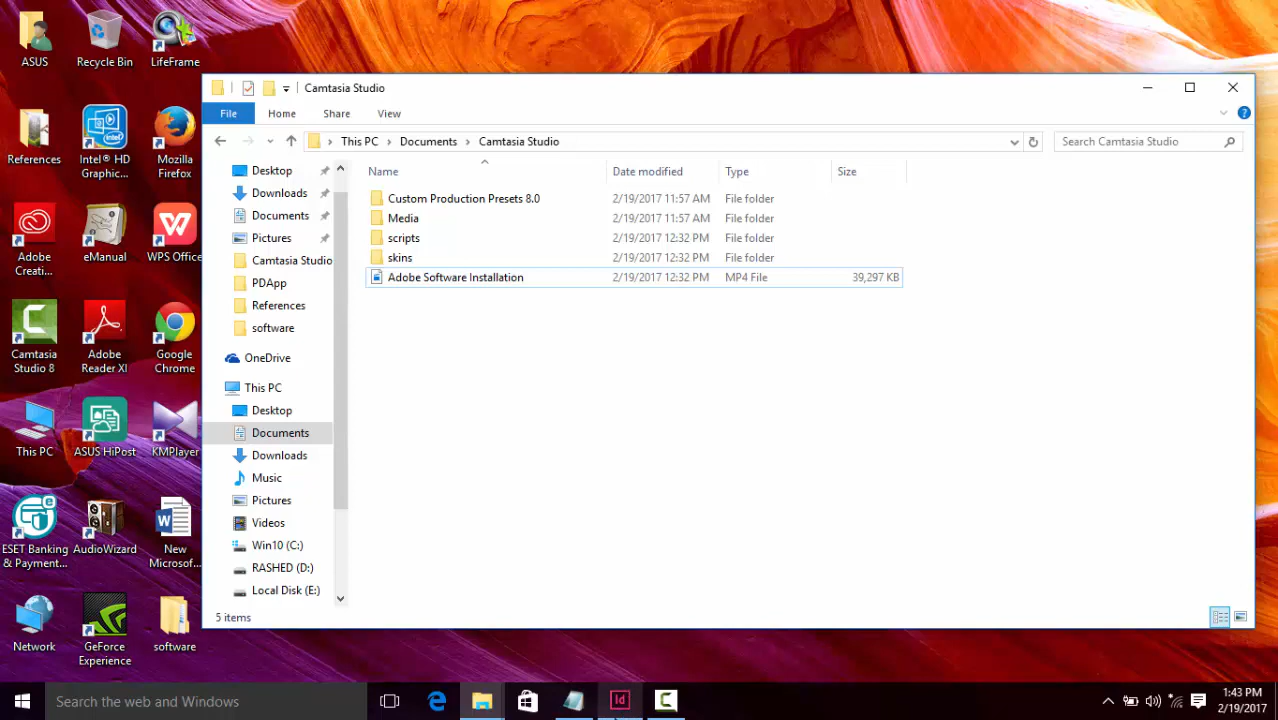 ASUS
Recycle Bin
LifeFrame
References
Intel® HD
Graphic...
Mozilla
Firefox
Adobe
Creati...
eManual
WPS Office
Camtasia
Studio 8
Adobe
Reader XI
Google
Chrome
This PC
ASUS HiPost
KMPlayer
ESET Banking
& Payment...
AudioWizard
New
Microsof...
Network
GeForce
Experience
software
Camtasia Studio
File
Home
Share
View
This PC
Documents
Camtasia Studio
Search Camtasia Studio
Desktop
Downloads
Documents
Pictures
Camtasia Studio
PDApp
References
software
OneDrive
This PC
Desktop
Documents
Downloads
Music
Pictures
Videos
Win10 (C:)
RASHED (D:)
Local Disk (E:)
Name Date modified Type Size
Custom Production Presets 8.0 2/19/2017 11:57 AM File folder
Media 2/19/2017 11:57 AM File folder
scripts 2/19/2017 12:32 PM File folder
skins 2/19/2017 12:32 PM File folder
Adobe Software Installation 2/19/2017 12:32 PM MP4 File 39,297 KB
5 items
Search the web and Windows
Id
1:43 PM
2/19/2017